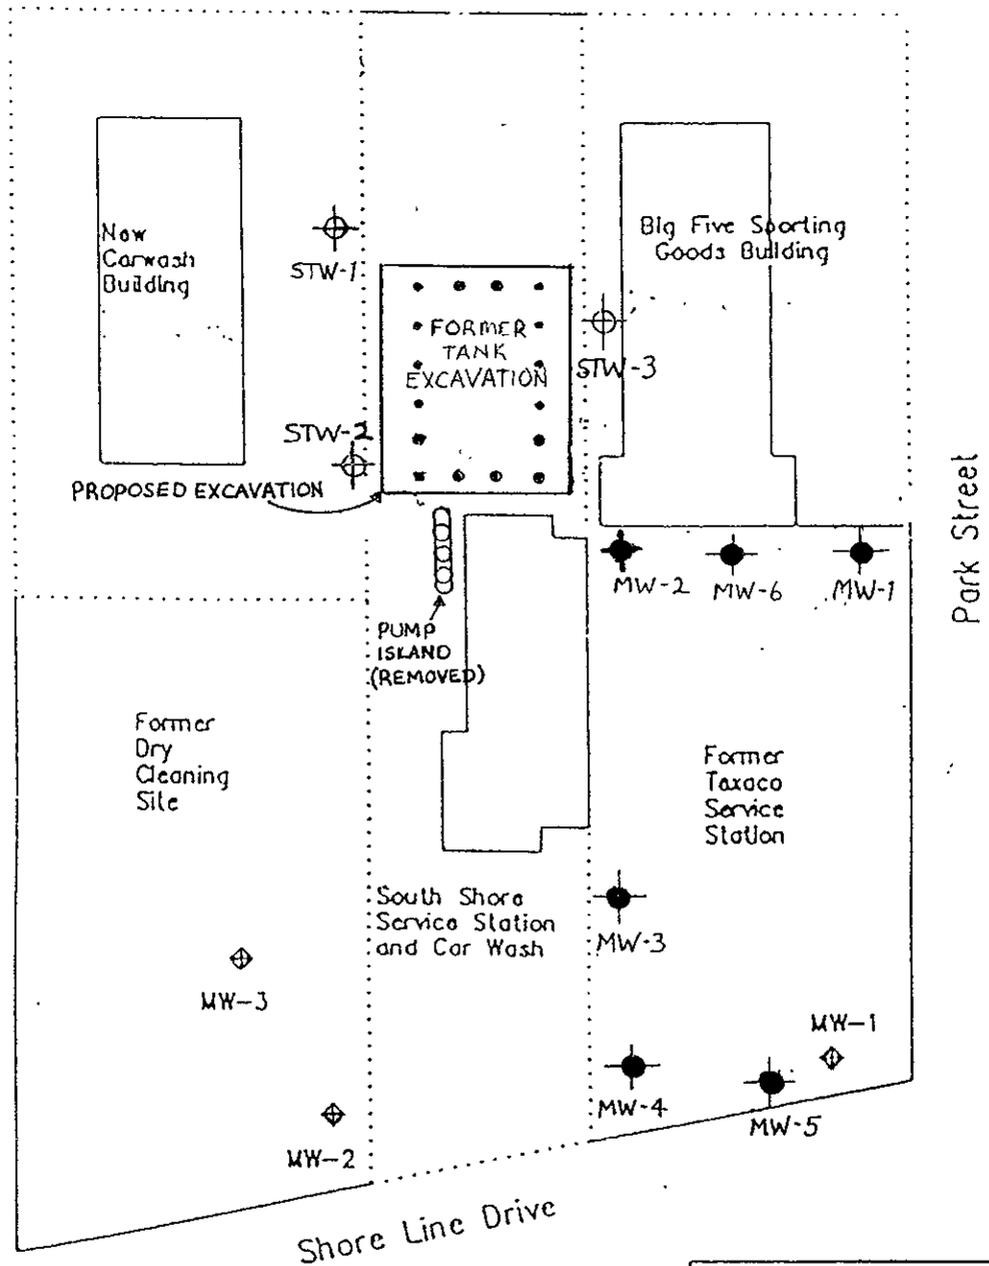 New
Carwash
Building
STW-1
Big Five Sporting
Goods Building
FORMER
TANK
EXCAVATION
STW-3
STW-2
PROPOSED EXCAVATION
MW-2
MW-6
MW-1
Park Street
PUMP
ISLAND
(REMOVED)
Former
Dry
Cleaning
Site
Former
Taxaco
Service
Station
South Shore
Service Station
and Car Wash
MW-3
MW-3
MW-1
MW-4
MW-5
MW-2
Shore Line Drive